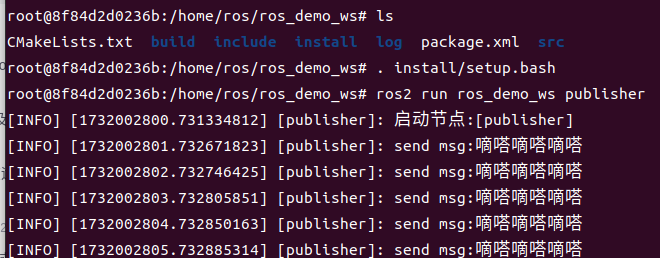 root@8f84d2d0236b:/home/ros/ros_demo_ws# ls
CMakeLists.txt  build  include  install  log  package.xml  src
root@8f84d2d0236b:/home/ros/ros_demo_ws# . install/setup.bash
root@8f84d2d0236b:/home/ros/ros_demo_ws# ros2 run ros_demo_ws publisher
[INFO] [1732002800.731334812] [publisher]: 启动节点:[publisher]
[INFO] [1732002801.732671823] [publisher]: send msg:嘀嗒嘀嗒嘀嗒
[INFO] [1732002802.732746425] [publisher]: send msg:嘀嗒嘀嗒嘀嗒
[INFO] [1732002803.732805851] [publisher]: send msg:嘀嗒嘀嗒嘀嗒
[INFO] [1732002804.732850163] [publisher]: send msg:嘀嗒嘀嗒嘀嗒
[INFO] [1732002805.732885314] [publisher]: send msg:嘀嗒嘀嗒嘀嗒